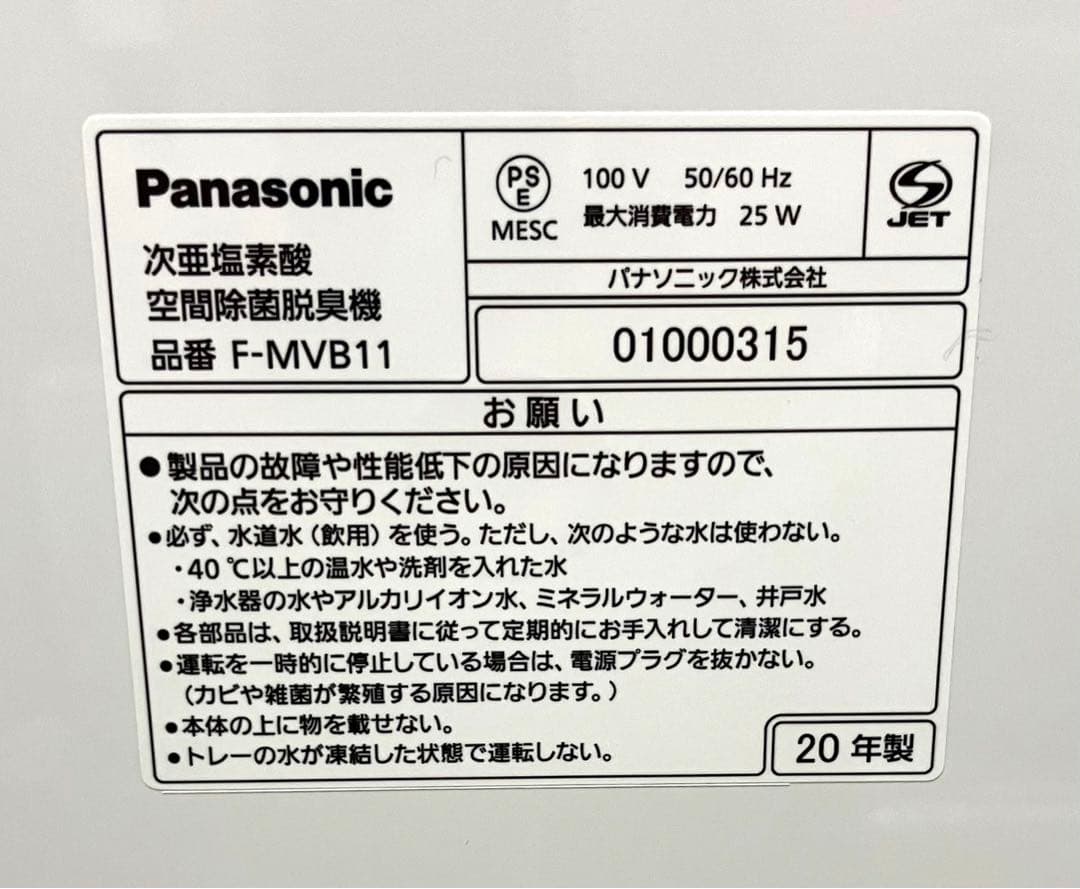 Panasonic
次亜塩素酸
空間除菌脱臭機
品番 F-MVB11
PSE
MESC
100 V 50/60 Hz
最大消費電力 25 W
JET
パナソニック株式会社
01000315
お願い
●製品の故障や性能低下の原因になりますので、
次の点をお守りください。
●必ず、水道水（飲用）を使う。ただし、次のような水は使わない。
・40 ℃以上の温水や洗剤を入れた水
・浄水器の水やアルカリイオン水、ミネラルウォーター、井戸水
●各部品は、取扱説明書に従って定期的にお手入れして清潔にする。
●運転を一時的に停止している場合は、電源プラグを抜かない。
（カビや雑菌が繁殖する原因になります。）
●本体の上に物を載せない。
●トレーの水が凍結した状態で運転しない。
20 年製